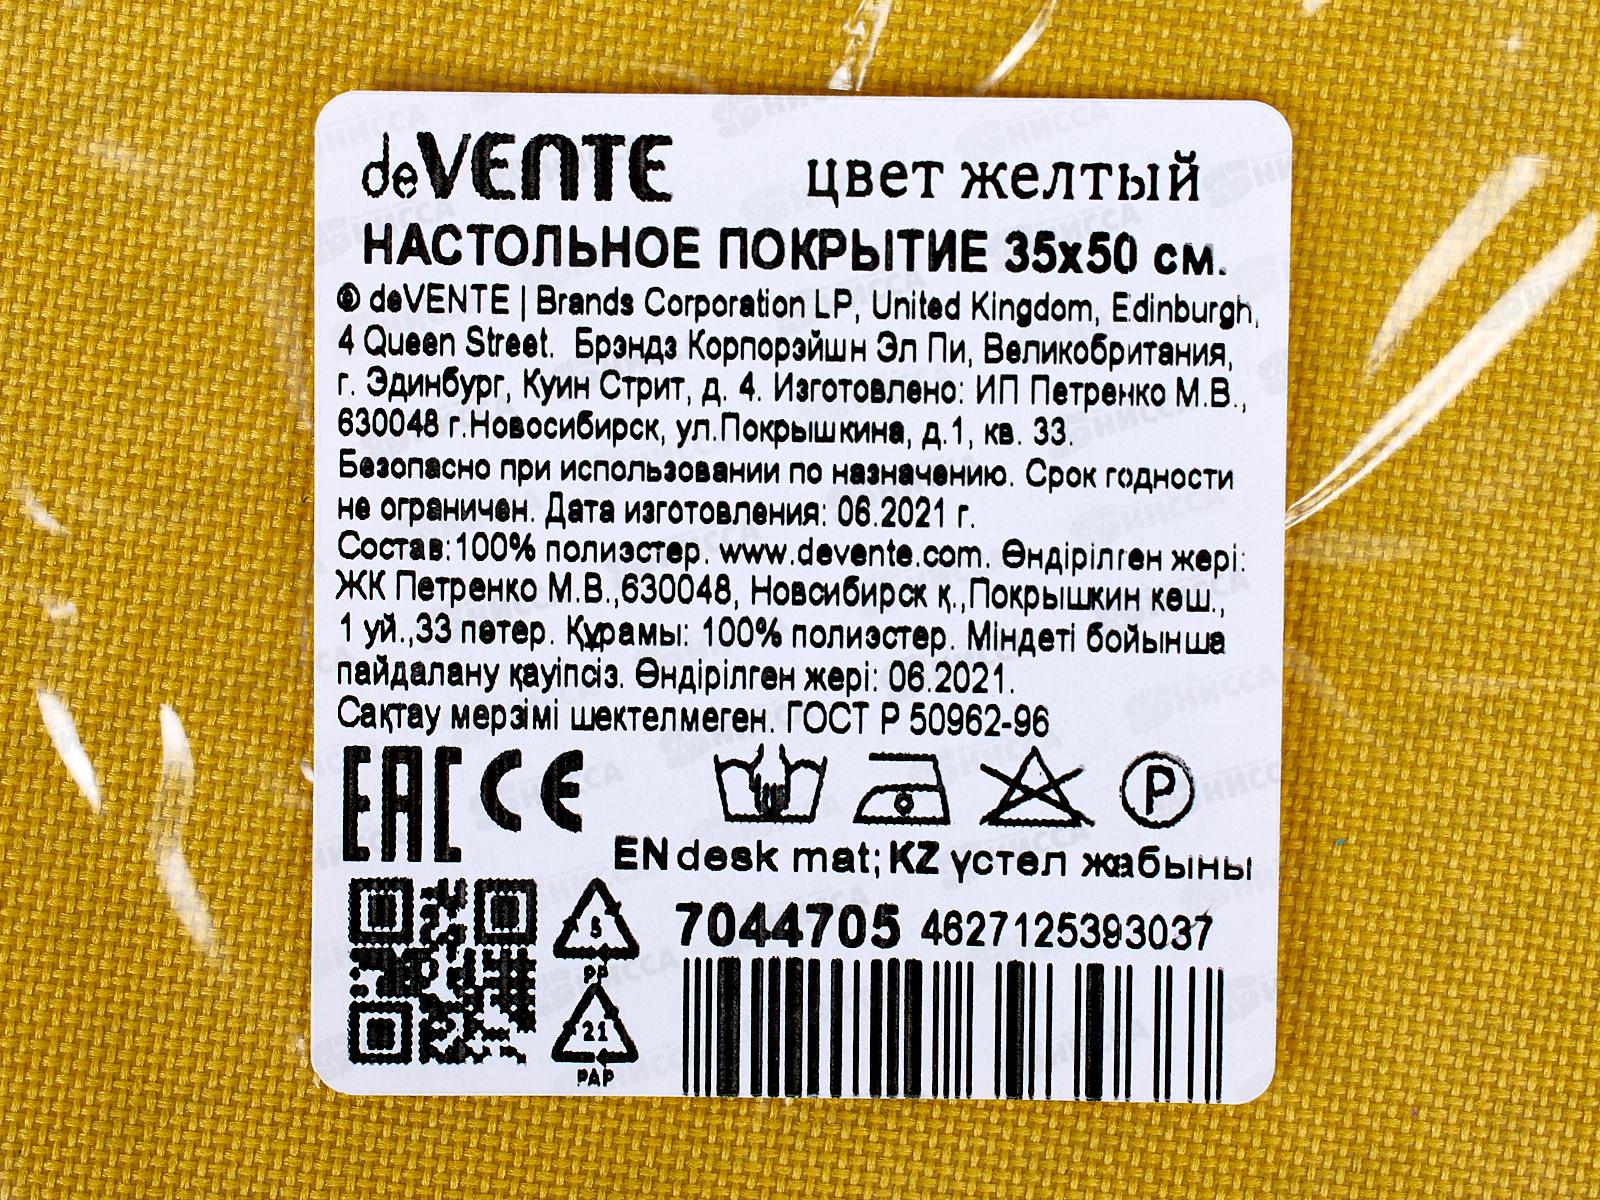 deVENTE цвет желтый
НАСТОЛЬНОЕ ПОКРЫТИЕ 35х50 см.
© deVENTE | Brands Corporation LP, United Kingdom, Edinburgh,
4 Queen Street. Брэндз Корпорэйшн Эл Пи, Великобритания,
г. Эдинбург, Куин Стрит, д. 4. Изготовлено: ИП Петренко М.В.,
630048 г.Новосибирск, ул.Покрышкина, д.1, кв. 33.
Безопасно при использовании по назначению. Срок годности
не ограничен. Дата изготовления: 06.2021 г.
Состав:100% полиэстер. www.devente.com. Өндірілген жері:
ЖК Петренко М.В.,630048, Новосибирск қ.,Покрышкин көш.,
1 уй.,33 пәтер. Құрамы: 100% полиэстер. Міндеті бойынша
пайдалану қауіпсіз. Өндірілген жері: 06.2021.
Сақтау мерзімі шектелмеген. ГОСТ Р 50962-96
EAC CE P
EN desk mat; KZ үстел жабыны
7044705 4627125393037
5
PP
21
PAP
НИССА